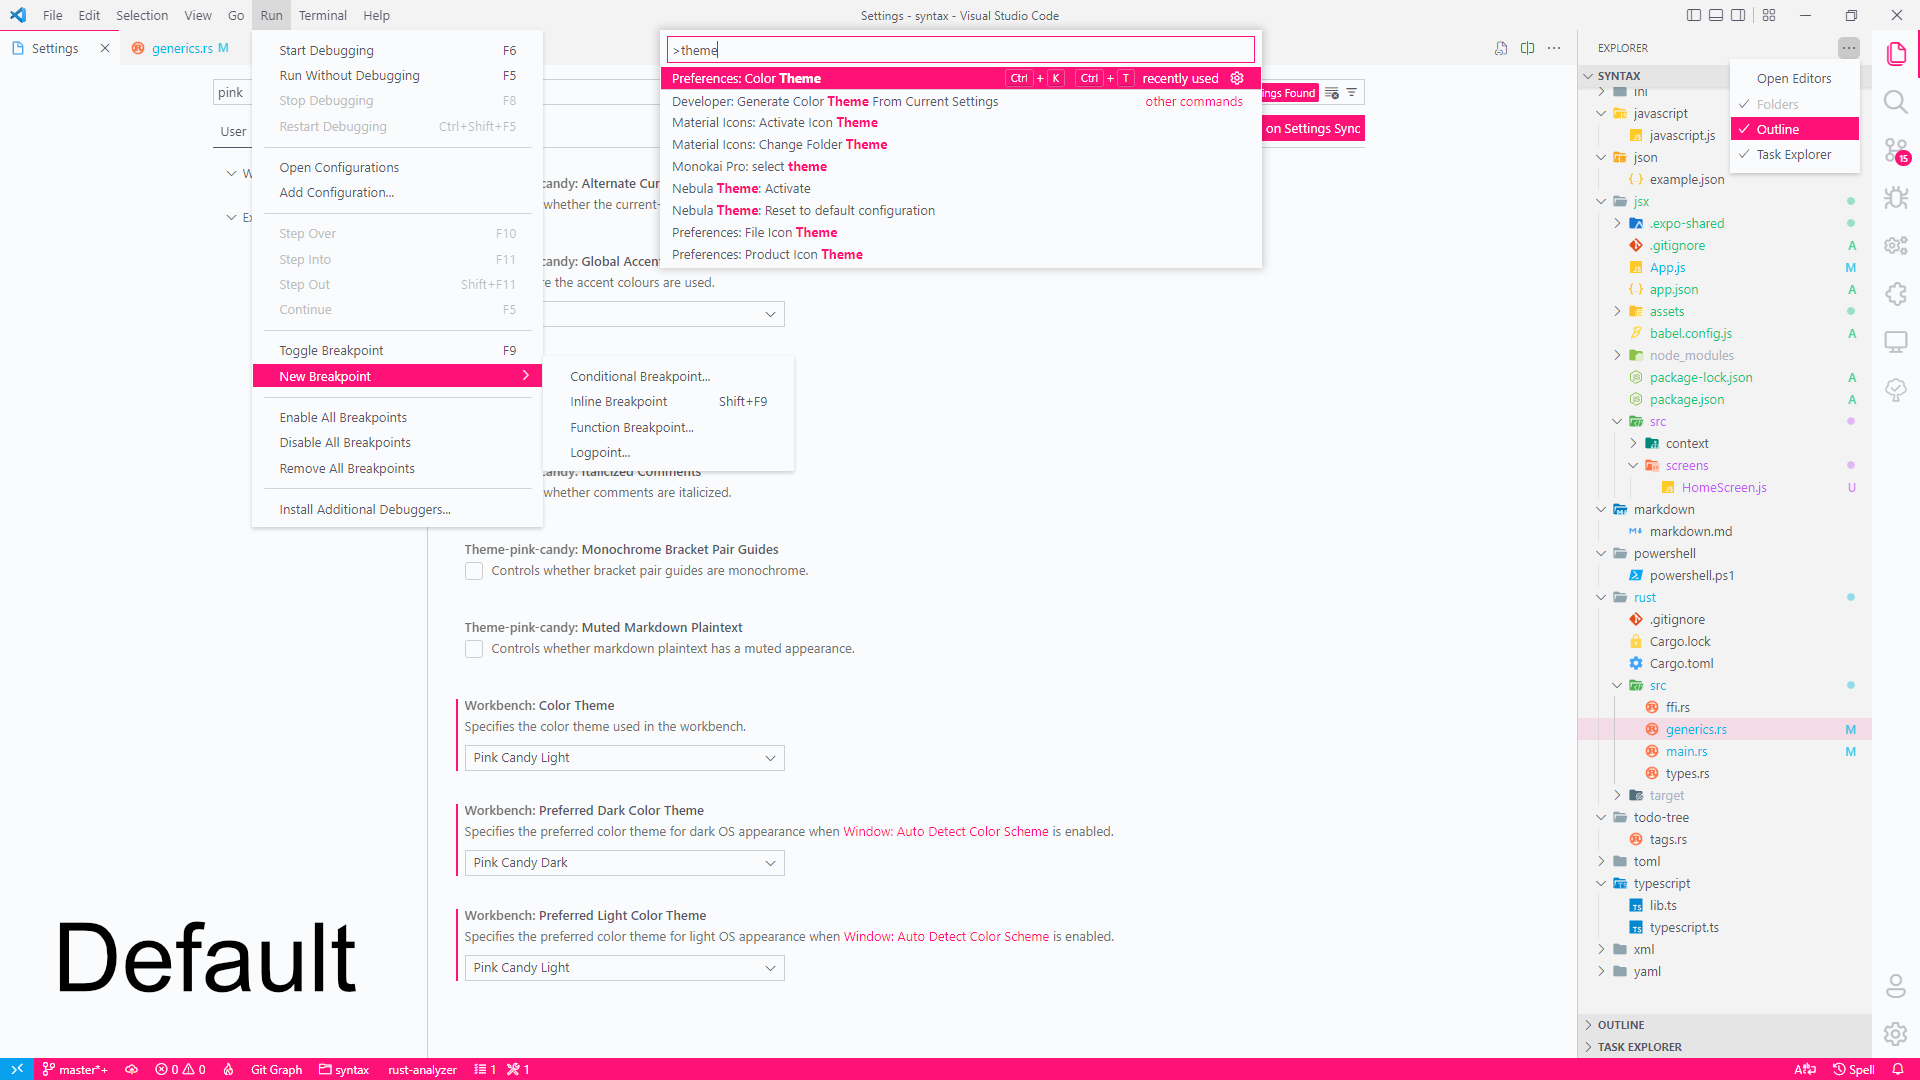 File Edit Selection View Go Run Terminal Help
Settings - syntax - Visual Studio Code
Settings
generics.rs M
pink
User
Start Debugging F6
Run Without Debugging F5
Stop Debugging F8
Restart Debugging Ctrl+Shift+F5
Open Configurations
Add Configuration...
Step Over F10
Step Into F11
Step Out Shift+F11
Continue F5
Toggle Breakpoint F9
New Breakpoint
Enable All Breakpoints
Disable All Breakpoints
Remove All Breakpoints
Install Additional Debuggers...
Conditional Breakpoint...
Inline Breakpoint Shift+F9
Function Breakpoint...
Logpoint...
>theme
Preferences: Color Theme Ctrl + K Ctrl + T recently used
Developer: Generate Color Theme From Current Settings other commands
Material Icons: Activate Icon Theme
Material Icons: Change Folder Theme
Monokai Pro: select theme
Nebula Theme: Activate
Nebula Theme: Reset to default configuration
Preferences: File Icon Theme
Preferences: Product Icon Theme
ngs Found
on Settings Sync
candy: Alternate Cur
whether the current-
candy: Global Accent
re the accent colours are used.
candy: Italicized Comments
whether comments are italicized.
Theme-pink-candy: Monochrome Bracket Pair Guides
Controls whether bracket pair guides are monochrome.
Theme-pink-candy: Muted Markdown Plaintext
Controls whether markdown plaintext has a muted appearance.
Workbench: Color Theme
Specifies the color theme used in the workbench.
Pink Candy Light
Workbench: Preferred Dark Color Theme
Specifies the preferred color theme for dark OS appearance when Window: Auto Detect Color Scheme is enabled.
Pink Candy Dark
Workbench: Preferred Light Color Theme
Specifies the preferred color theme for light OS appearance when Window: Auto Detect Color Scheme is enabled.
Pink Candy Light
Default
EXPLORER
SYNTAX
Open Editors
Folders
Outline
Task Explorer
ini
javascript
javascript.js
json
example.json
jsx
.expo-shared
.gitignore A
App.js M
app.json A
assets
babel.config.js A
node_modules
package-lock.json A
package.json A
src
context
screens
HomeScreen.js U
markdown
markdown.md
powershell
powershell.ps1
rust
.gitignore
Cargo.lock
Cargo.toml
src
ffi.rs
generics.rs M
main.rs M
types.rs
target
todo-tree
tags.rs
toml
typescript
lib.ts
typescript.ts
xml
yaml
OUTLINE
TASK EXPLORER
15
master*+ 0 0 Git Graph syntax rust-analyzer 1 1 Spell